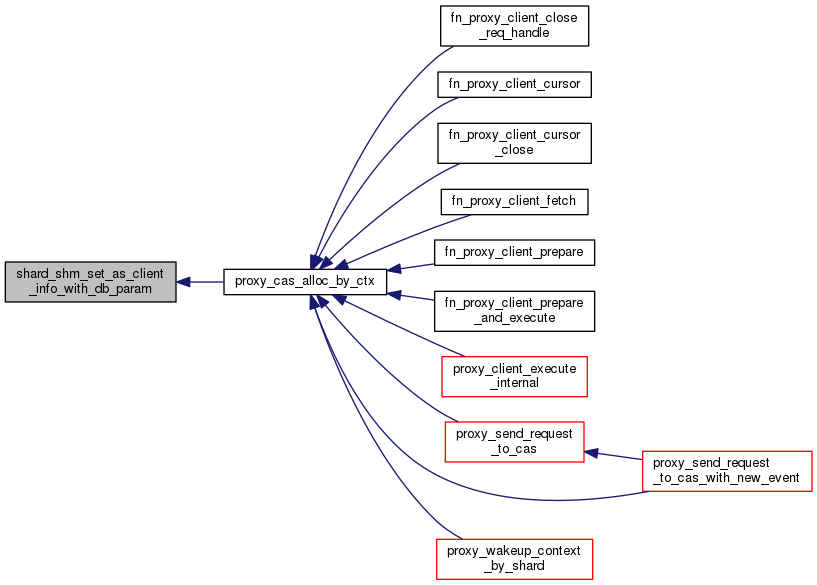 fn_proxy_client_close
_req_handle
fn_proxy_client_cursor
fn_proxy_client_cursor
_close
fn_proxy_client_fetch
fn_proxy_client_prepare
shard_shm_set_as_client
_info_with_db_param
proxy_cas_alloc_by_ctx
fn_proxy_client_prepare
_and_execute
proxy_client_execute
_internal
proxy_send_request
_to_cas
proxy_send_request
_to_cas_with_new_event
proxy_wakeup_context
_by_shard